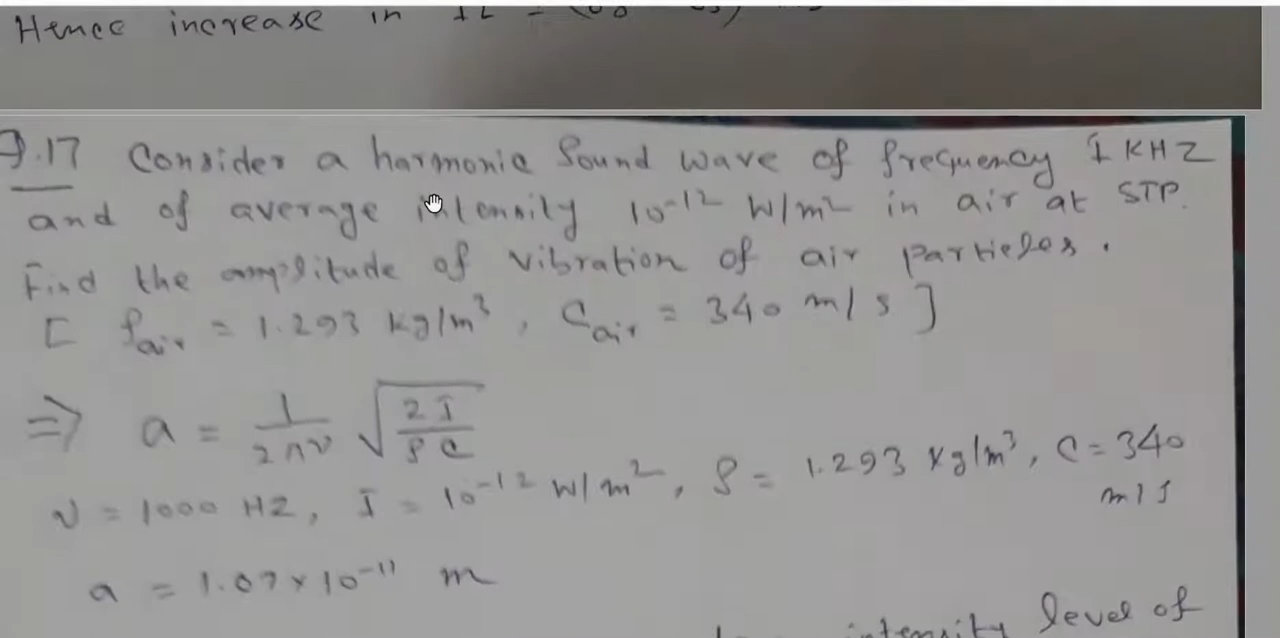 Hence increase in IL =
Q.17 Consider a harmonic Sound wave of frequency 1 KHZ
and of average intensity 10⁻¹² W/m² in air at STP.
Find the amplitude of vibration of air particles.
[ ρair = 1.293 kg/m³, Cair = 340 m/s ]
⇒ a = 1/2πν √(2I/ρC)
ν = 1000 HZ, I = 10⁻¹² W/m², ρ = 1.293 Kg/m³, C = 340
m/s
a = 1.07 × 10⁻¹¹ m
intensity level of